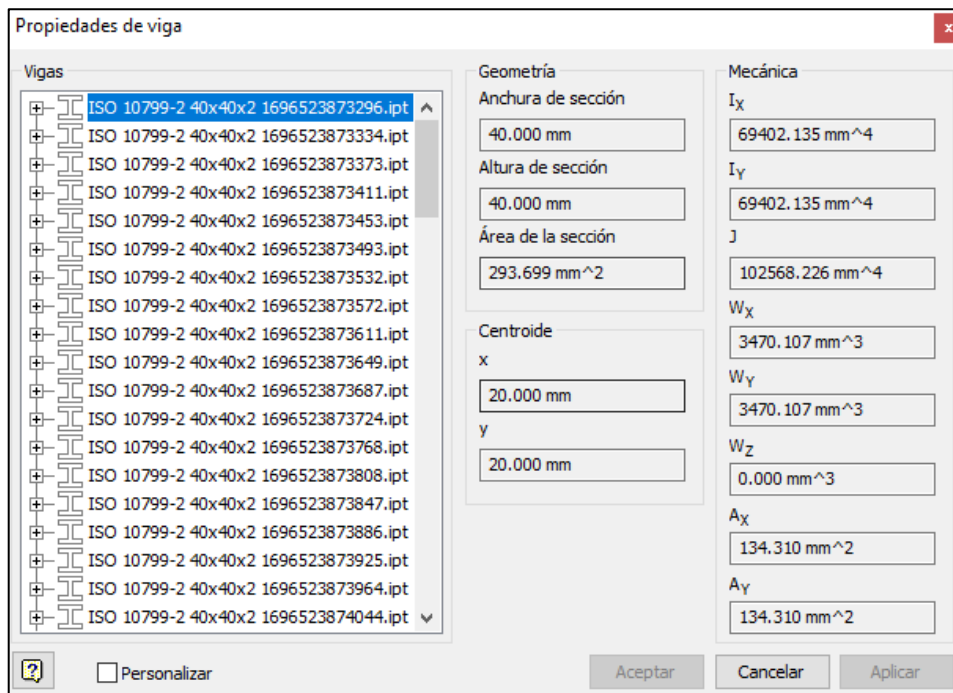 Propiedades de viga
x
Vigas
ISO 10799-2 40x40x2 1696523873296.ipt
ISO 10799-2 40x40x2 1696523873334.ipt
ISO 10799-2 40x40x2 1696523873373.ipt
ISO 10799-2 40x40x2 1696523873411.ipt
ISO 10799-2 40x40x2 1696523873453.ipt
ISO 10799-2 40x40x2 1696523873493.ipt
ISO 10799-2 40x40x2 1696523873532.ipt
ISO 10799-2 40x40x2 1696523873572.ipt
ISO 10799-2 40x40x2 1696523873611.ipt
ISO 10799-2 40x40x2 1696523873649.ipt
ISO 10799-2 40x40x2 1696523873687.ipt
ISO 10799-2 40x40x2 1696523873724.ipt
ISO 10799-2 40x40x2 1696523873768.ipt
ISO 10799-2 40x40x2 1696523873808.ipt
ISO 10799-2 40x40x2 1696523873847.ipt
ISO 10799-2 40x40x2 1696523873886.ipt
ISO 10799-2 40x40x2 1696523873925.ipt
ISO 10799-2 40x40x2 1696523873964.ipt
ISO 10799-2 40x40x2 1696523874044.ipt
Geometría
Anchura de sección
40.000 mm
Altura de sección
40.000 mm
Área de la sección
293.699 mm^2
Centroide
x
20.000 mm
y
20.000 mm
Mecánica
IX
69402.135 mm^4
IY
69402.135 mm^4
J
102568.226 mm^4
WX
3470.107 mm^3
WY
3470.107 mm^3
WZ
0.000 mm^3
AX
134.310 mm^2
AY
134.310 mm^2
?
Personalizar
Aceptar
Cancelar
Aplicar